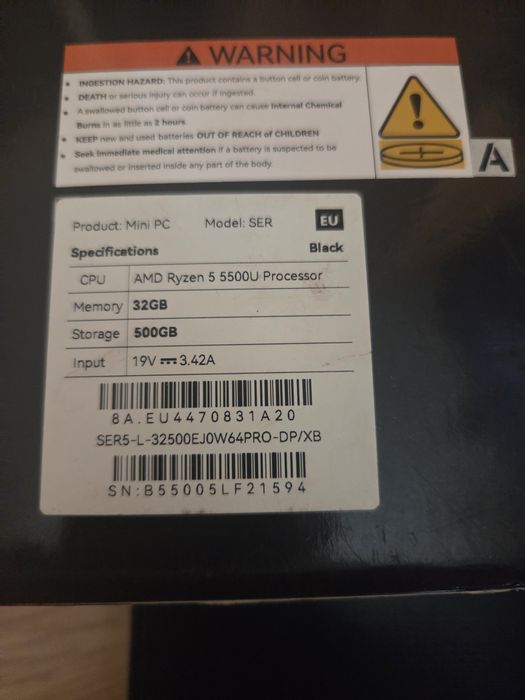 WARNING
INGESTION HAZARD: This product contains a button cell or coin battery.
DEATH or serious injury can occur if ingested.
A swallowed button cell or coin battery can cause Internal Chemical
Burns in as little as 2 hours.
KEEP new and used batteries OUT OF REACH of CHILDREN
Seek immediate medical attention if a battery is suspected to be
swallowed or inserted inside any part of the body.
A
Product: Mini PC Model: SER EU
Specifications Black
CPU AMD Ryzen 5 5500U Processor
Memory 32GB
Storage 500GB
Input 19V⎓3.42A
8A.EU4470831A20
SER5-L-32500EJ0W64PRO-DP/XB
SN:B55005LF21594